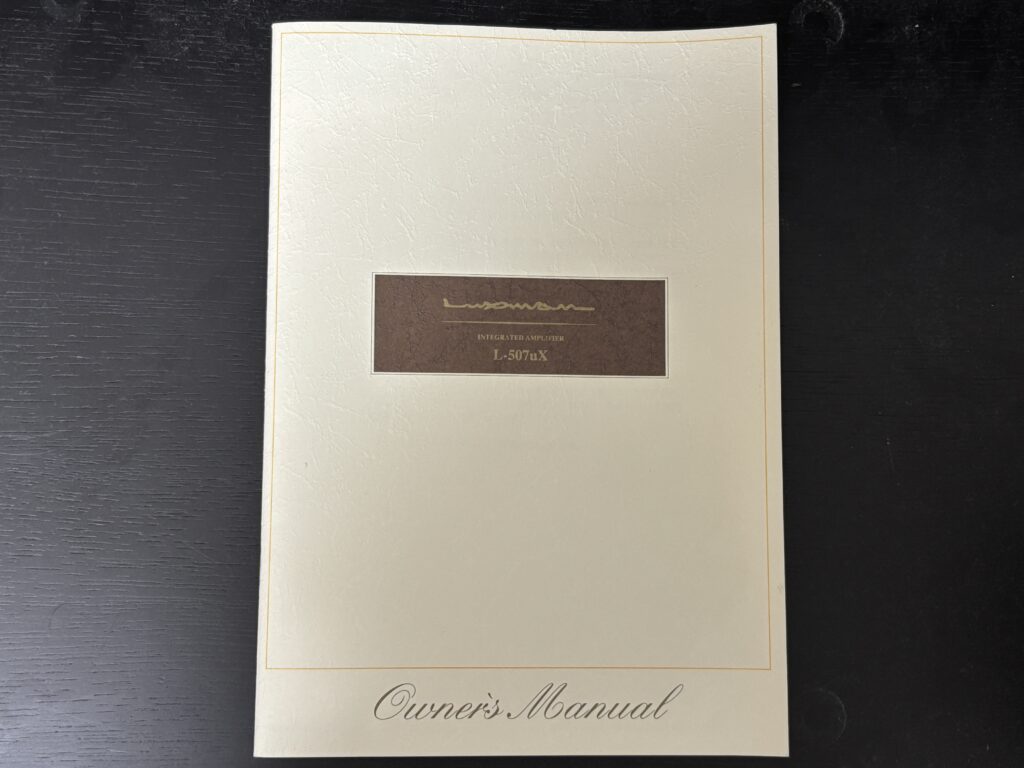 Luxman
INTEGRATED AMPLIFIER
L-507uX
Owner's Manual